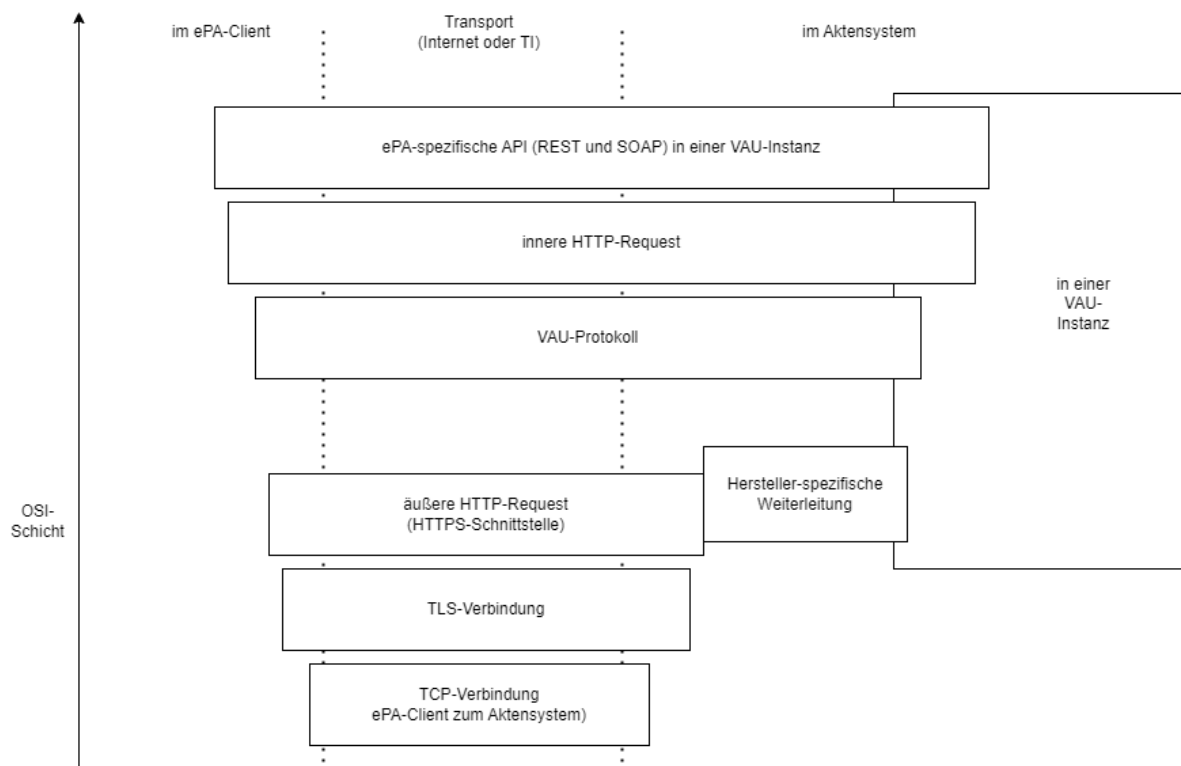 im ePA-Client
Transport
(Internet oder TI)
im Aktensystem
ePA-spezifische API (REST und SOAP) in einer VAU-Instanz
innere HTTP-Request
in einer
VAU-
Instanz
VAU-Protokoll
Hersteller-spezifische
Weiterleitung
äußere HTTP-Request
(HTTPS-Schnittstelle)
OSI-
Schicht
TLS-Verbindung
TCP-Verbindung
ePA-Client zum Aktensystem)